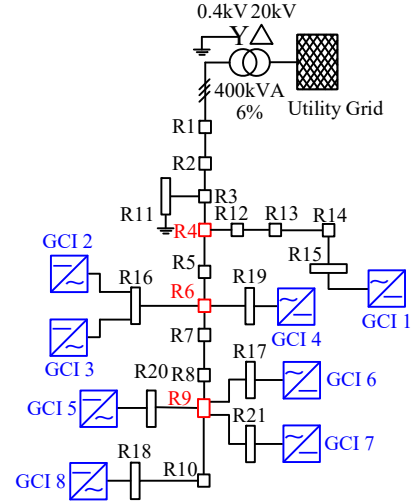 0.4kV 20kV
Y
400kVA
6%
Utility Grid
R1
R2
R3
R11
R4
R12
R13
R14
R15
GCI 1
R5
GCI 2
R16
R6
R19
GCI 3
GCI 4
R7
R17
R20
R8
GCI 6
GCI 5
R9
R21
GCI 7
R18
R10
GCI 8